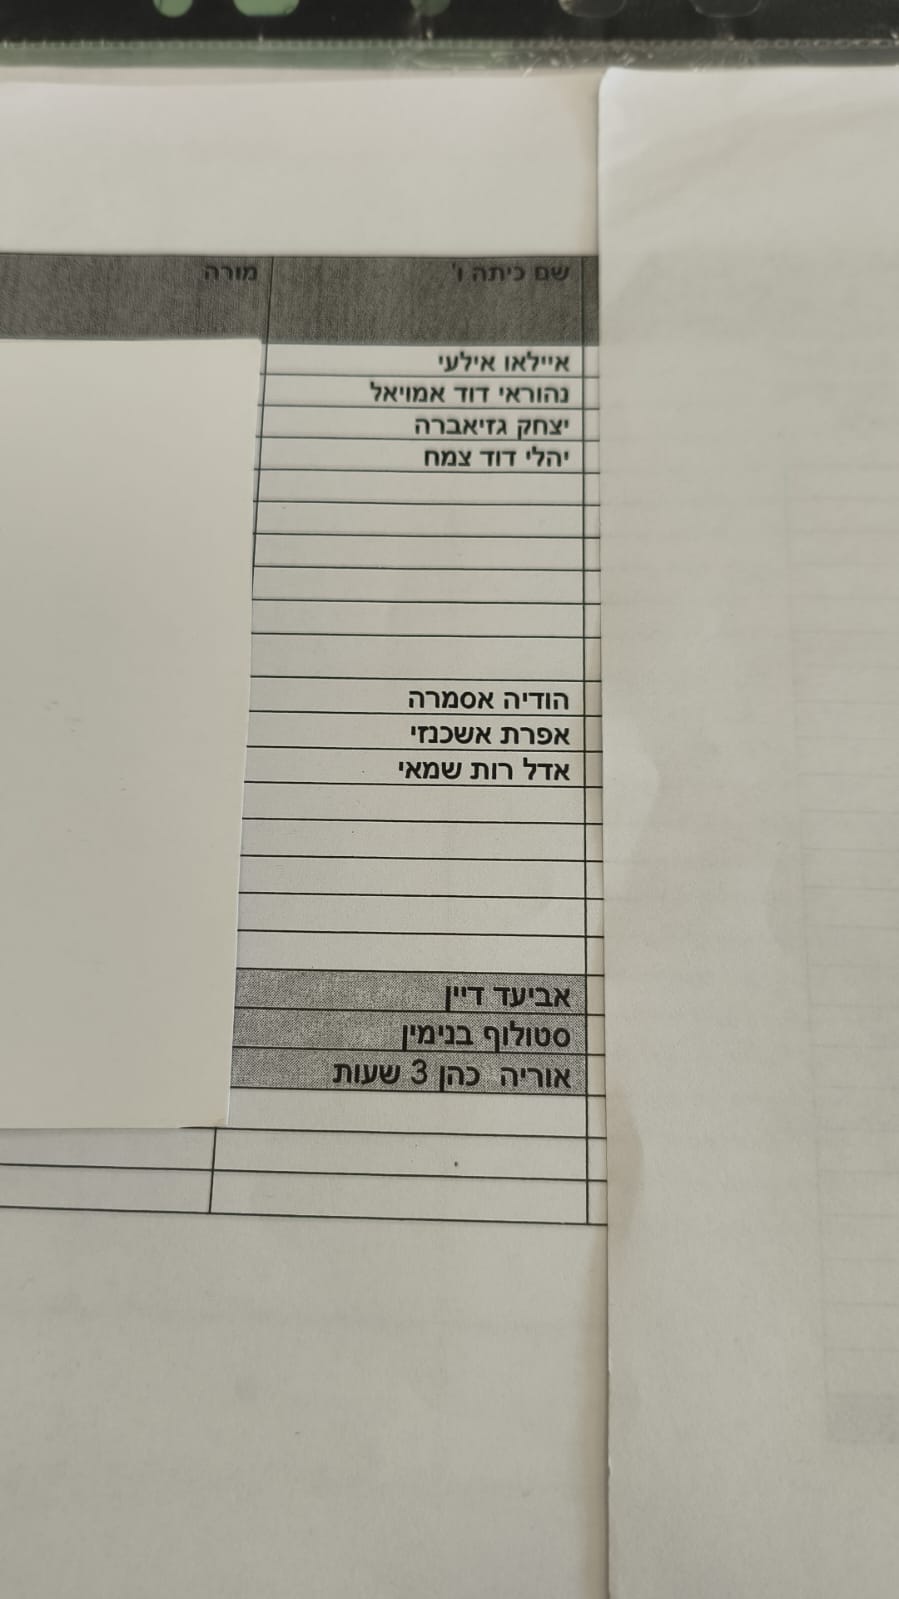 שם כיתה ו' מורה
איילאו אילעי
נהוראי דוד אמויאל
יצחק גזיאברה
יהלי דוד צמח
הודיה אסמרה
אפרת אשכנזי
אדל רות שמאי
אביעד דיין
סטולוף בנימין
אוריה כהן 3 שעות